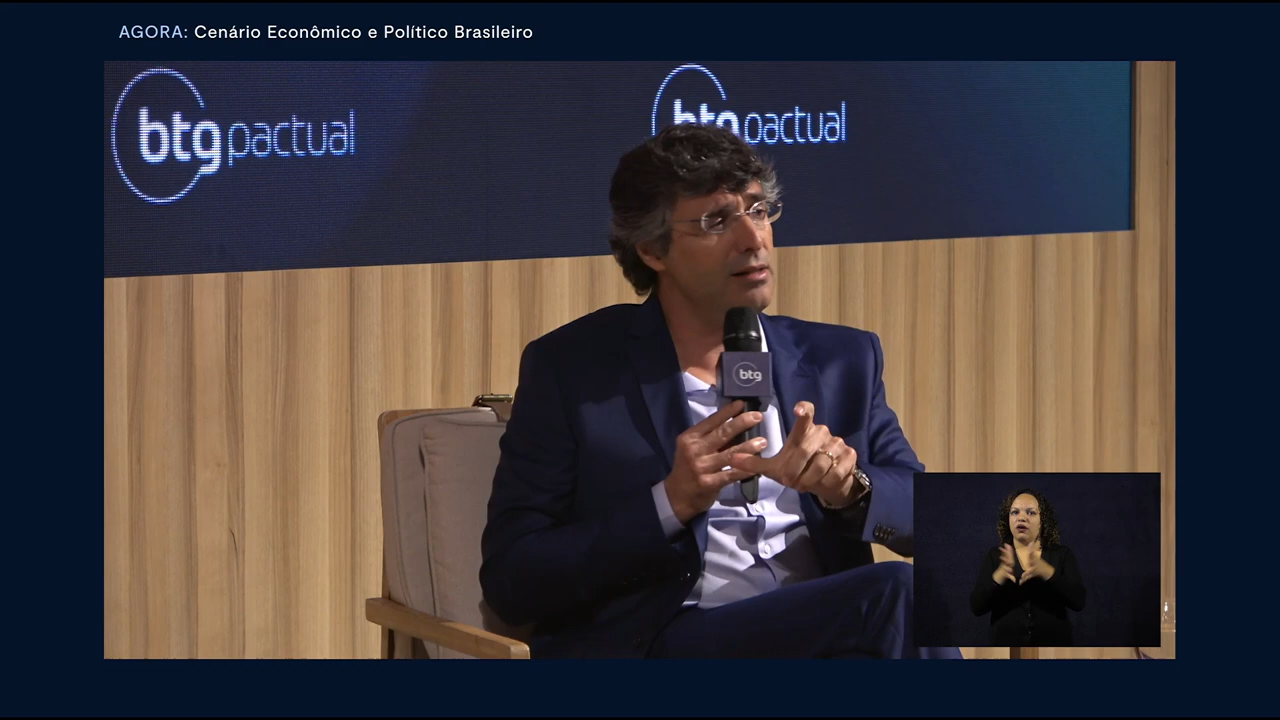 AGORA: Cenário Econômico e Político Brasileiro
btg pactual
btg pactual
btg